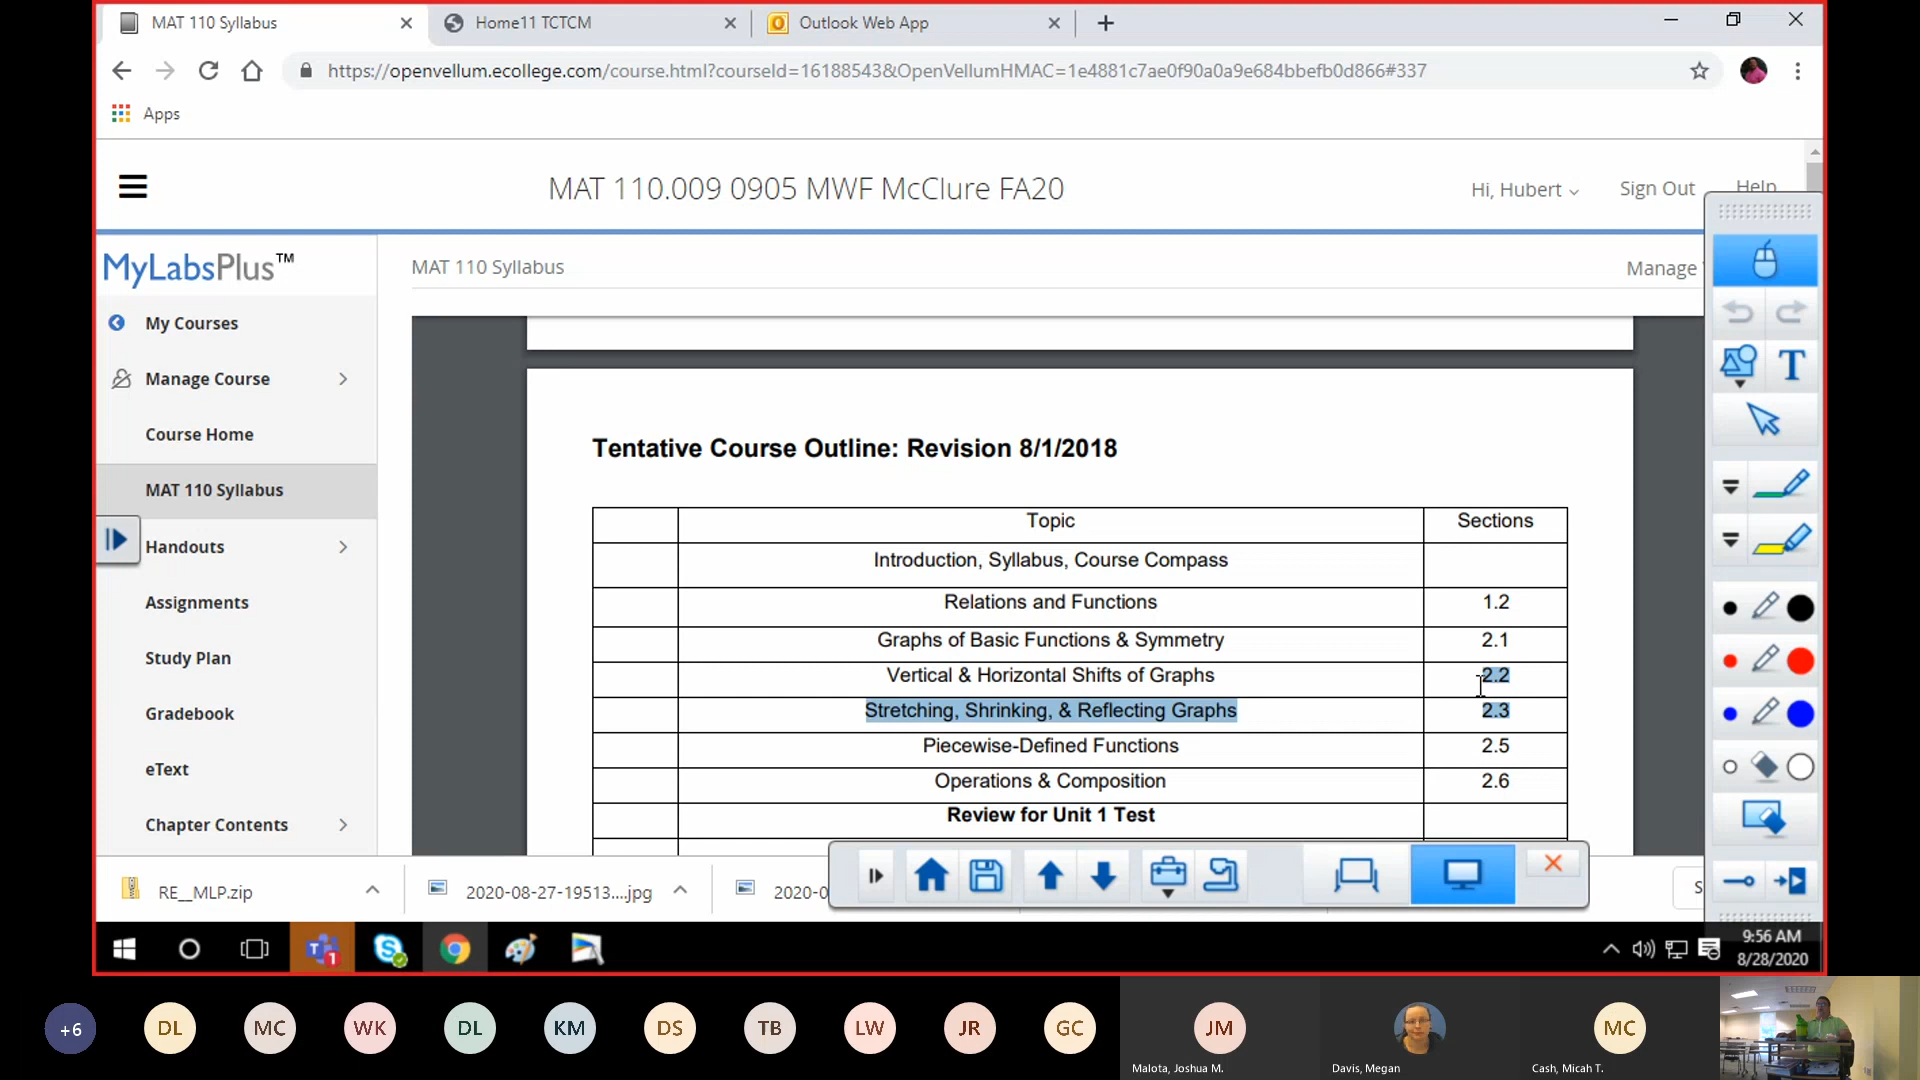 MAT 110 Syllabus
Home11 TCTCM
Outlook Web App
https://openvellum.ecollege.com/course.html?courseId=16188543&OpenVellumHMAC=1e4881c7ae0f90a0a9e684bbefb0d866#337
Apps
MAT 110.009 0905 MWF McClure FA20
Hi, Hubert
Sign Out
Help
MyLabsPlus™
MAT 110 Syllabus
Manage
My Courses
Manage Course
Course Home
MAT 110 Syllabus
Handouts
Assignments
Study Plan
Gradebook
eText
Chapter Contents
Tentative Course Outline: Revision 8/1/2018
Topic Sections
Introduction, Syllabus, Course Compass
Relations and Functions 1.2
Graphs of Basic Functions & Symmetry 2.1
Vertical & Horizontal Shifts of Graphs 2.2
Stretching, Shrinking, & Reflecting Graphs 2.3
Piecewise-Defined Functions 2.5
Operations & Composition 2.6
Review for Unit 1 Test
T
RE__MLP.zip
2020-08-27-19513....jpg
2020-0
S
1
9:56 AM
8/28/2020
+6
DL
MC
WK
DL
KM
DS
TB
LW
JR
GC
JM
MC
Malota, Joshua M.
Davis, Megan
Cash, Micah T.